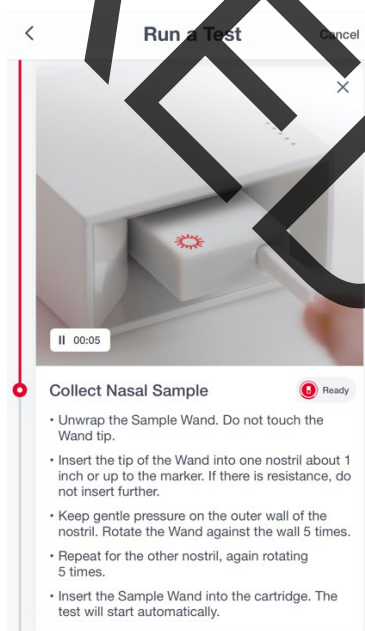 Run a Test
Cancel
00:05
Collect Nasal Sample
Ready
• Unwrap the Sample Wand. Do not touch the
Wand tip.
• Insert the tip of the Wand into one nostril about 1
inch or up to the marker. If there is resistance, do
not insert further.
• Keep gentle pressure on the outer wall of the
nostril. Rotate the Wand against the wall 5 times.
• Repeat for the other nostril, again rotating
5 times.
• Insert the Sample Wand into the cartridge. The
test will start automatically.